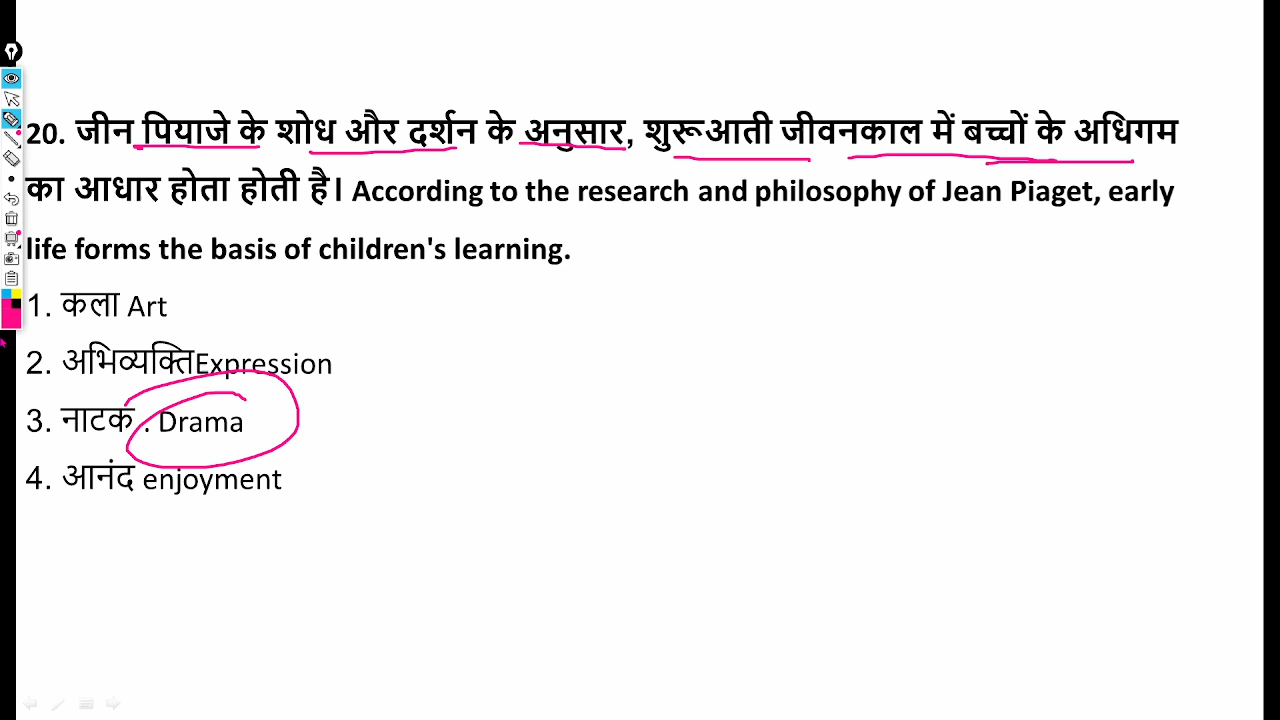 20. जीन पियाजे के शोध और दर्शन के अनुसार, शुरूआती जीवनकाल में बच्चों के अधिगम
का आधार होता होती है। According to the research and philosophy of Jean Piaget, early
life forms the basis of children's learning.
1. कला Art
2. अभिव्यक्तिExpression
3. नाटक . Drama
4. आनंद enjoyment